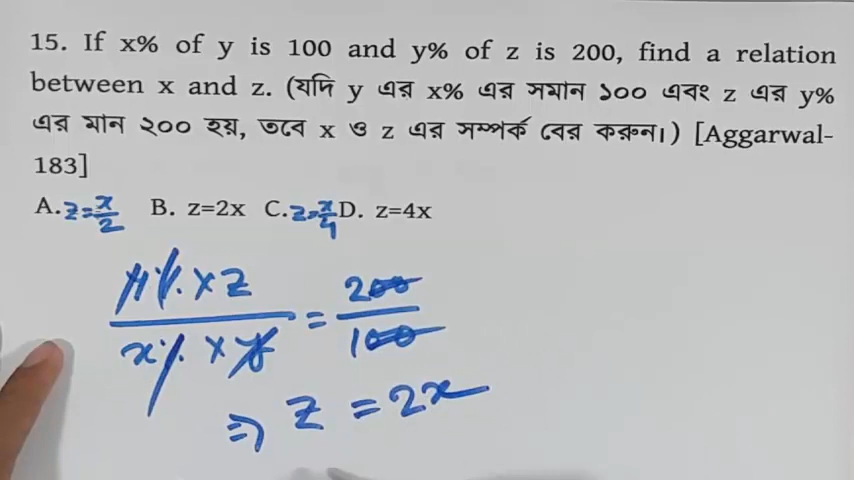 15. If x% of y is 100 and y% of z is 200, find a relation
between x and z. (যদি y এর x% এর সমান ১০০ এবং z এর y%
এর মান ২০০ হয়, তবে x ও z এর সম্পর্ক বের করুন।) [Aggarwal-
183]
A. z=x/2 B. z=2x C. z=x/4 D. z=4x
y% × z / x% × y = 200 / 100
⇒ z = 2x